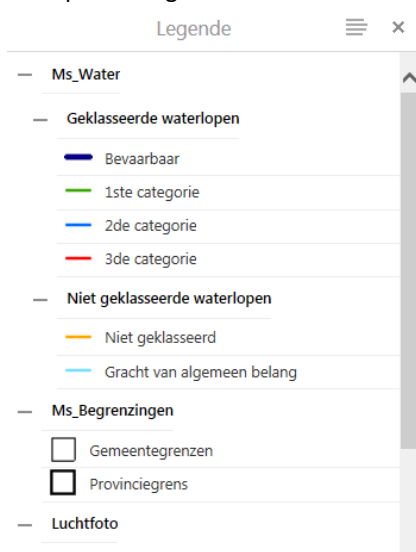 Legende
Ms_Water
Geklasseerde waterlopen
Bevaarbaar
1ste categorie
2de categorie
3de categorie
Niet geklasseerde waterlopen
Niet geklasseerd
Gracht van algemeen belang
Ms_Begrenzingen
Gemeentegrenzen
Provinciegrens
Luchtfoto